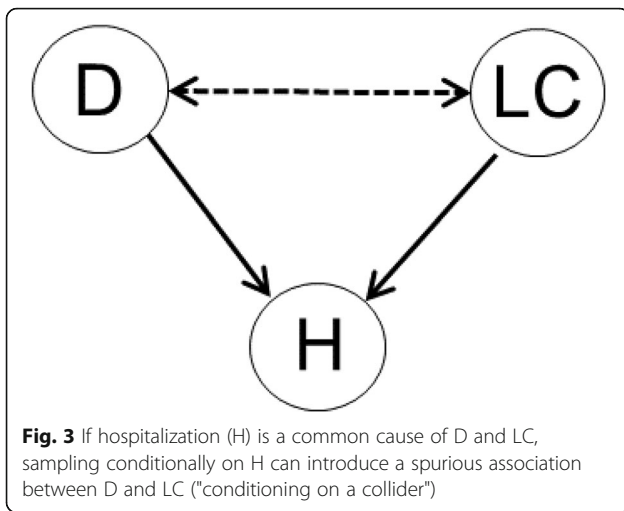 D
LC
H
Fig. 3 If hospitalization (H) is a common cause of D and LC,
sampling conditionally on H can introduce a spurious association
between D and LC ("conditioning on a collider")